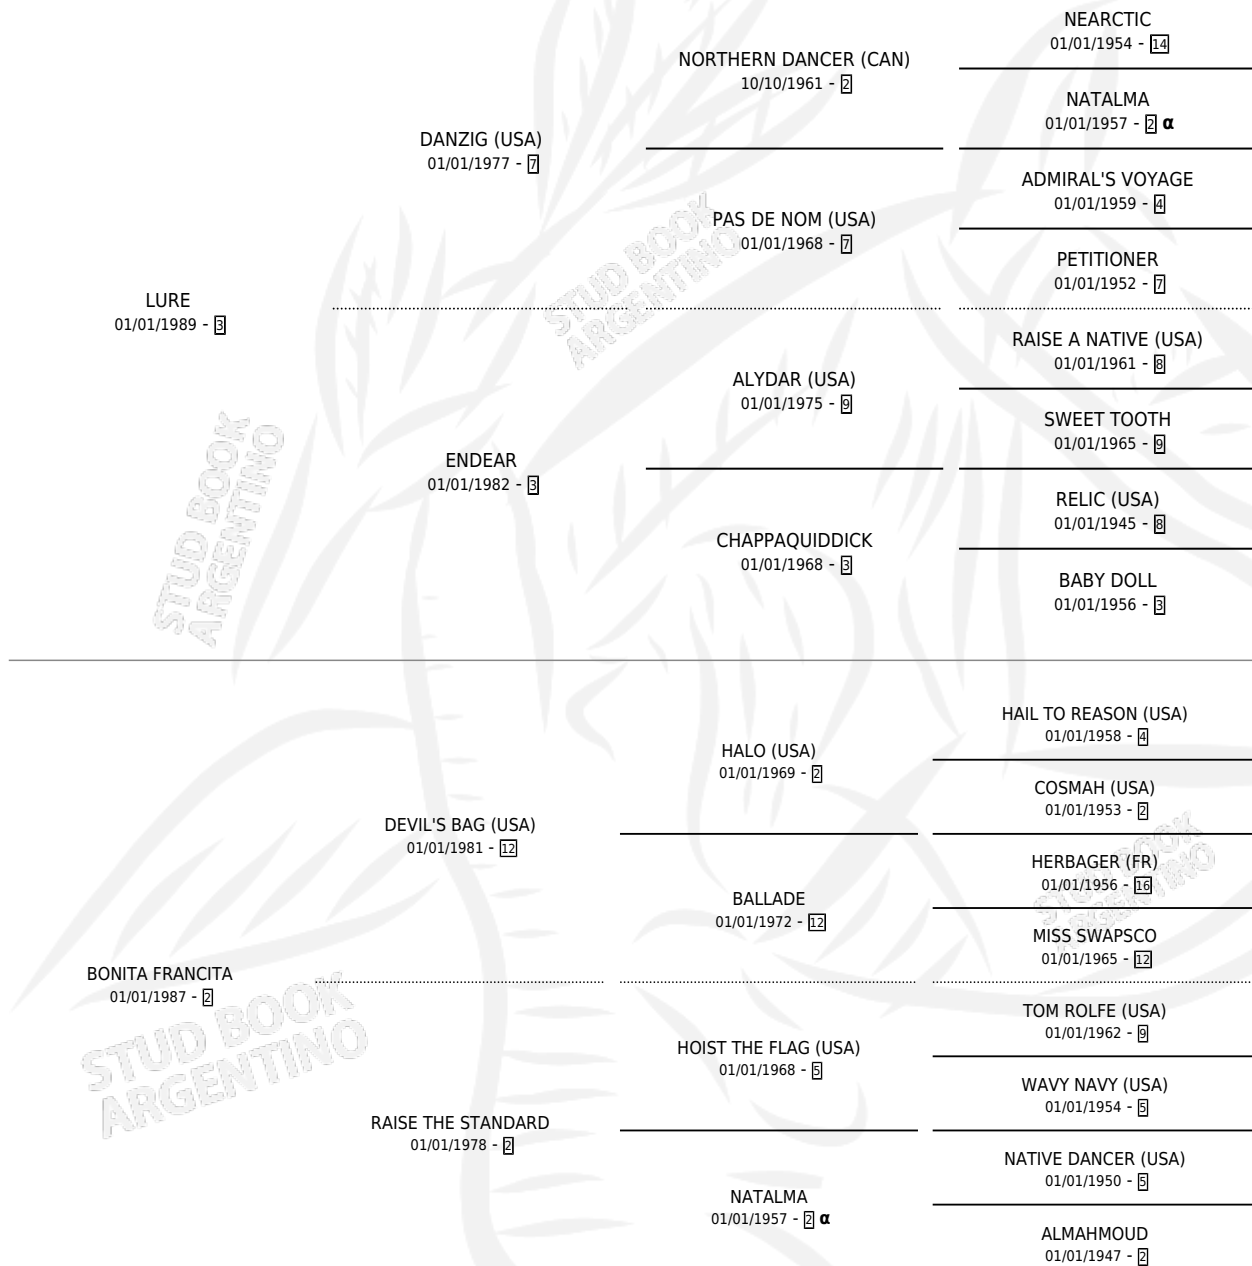 NEARCTIC
01/01/1954 - 14
NORTHERN DANCER (CAN)
10/10/1961 - 2
NATALMA
01/01/1957 - 2 α
DANZIG (USA)
01/01/1977 - 7
ADMIRAL'S VOYAGE
01/01/1959 - 4
PAS DE NOM (USA)
01/01/1968 - 7
PETITIONER
01/01/1952 - 7
LURE
01/01/1989 - 3
RAISE A NATIVE (USA)
01/01/1961 - 8
ALYDAR (USA)
01/01/1975 - 9
SWEET TOOTH
01/01/1965 - 9
ENDEAR
01/01/1982 - 3
RELIC (USA)
01/01/1945 - 8
CHAPPAQUIDDICK
01/01/1968 - 3
BABY DOLL
01/01/1956 - 3
HAIL TO REASON (USA)
01/01/1958 - 4
HALO (USA)
01/01/1969 - 2
COSMAH (USA)
01/01/1953 - 2
DEVIL'S BAG (USA)
01/01/1981 - 12
HERBAGER (FR)
01/01/1956 - 16
BALLADE
01/01/1972 - 12
MISS SWAPSCO
01/01/1965 - 12
BONITA FRANCITA
01/01/1987 - 2
TOM ROLFE (USA)
01/01/1962 - 9
HOIST THE FLAG (USA)
01/01/1968 - 5
WAVY NAVY (USA)
01/01/1954 - 5
RAISE THE STANDARD
01/01/1978 - 2
NATIVE DANCER (USA)
01/01/1950 - 5
NATALMA
01/01/1957 - 2 α
ALMAHMOUD
01/01/1947 - 2
STUD BOOK
ARGENTINO
STUD BOOK
ARGENTINO
STUD BOOK
ARGENTINO
STUD BOOK
ARGENTINO